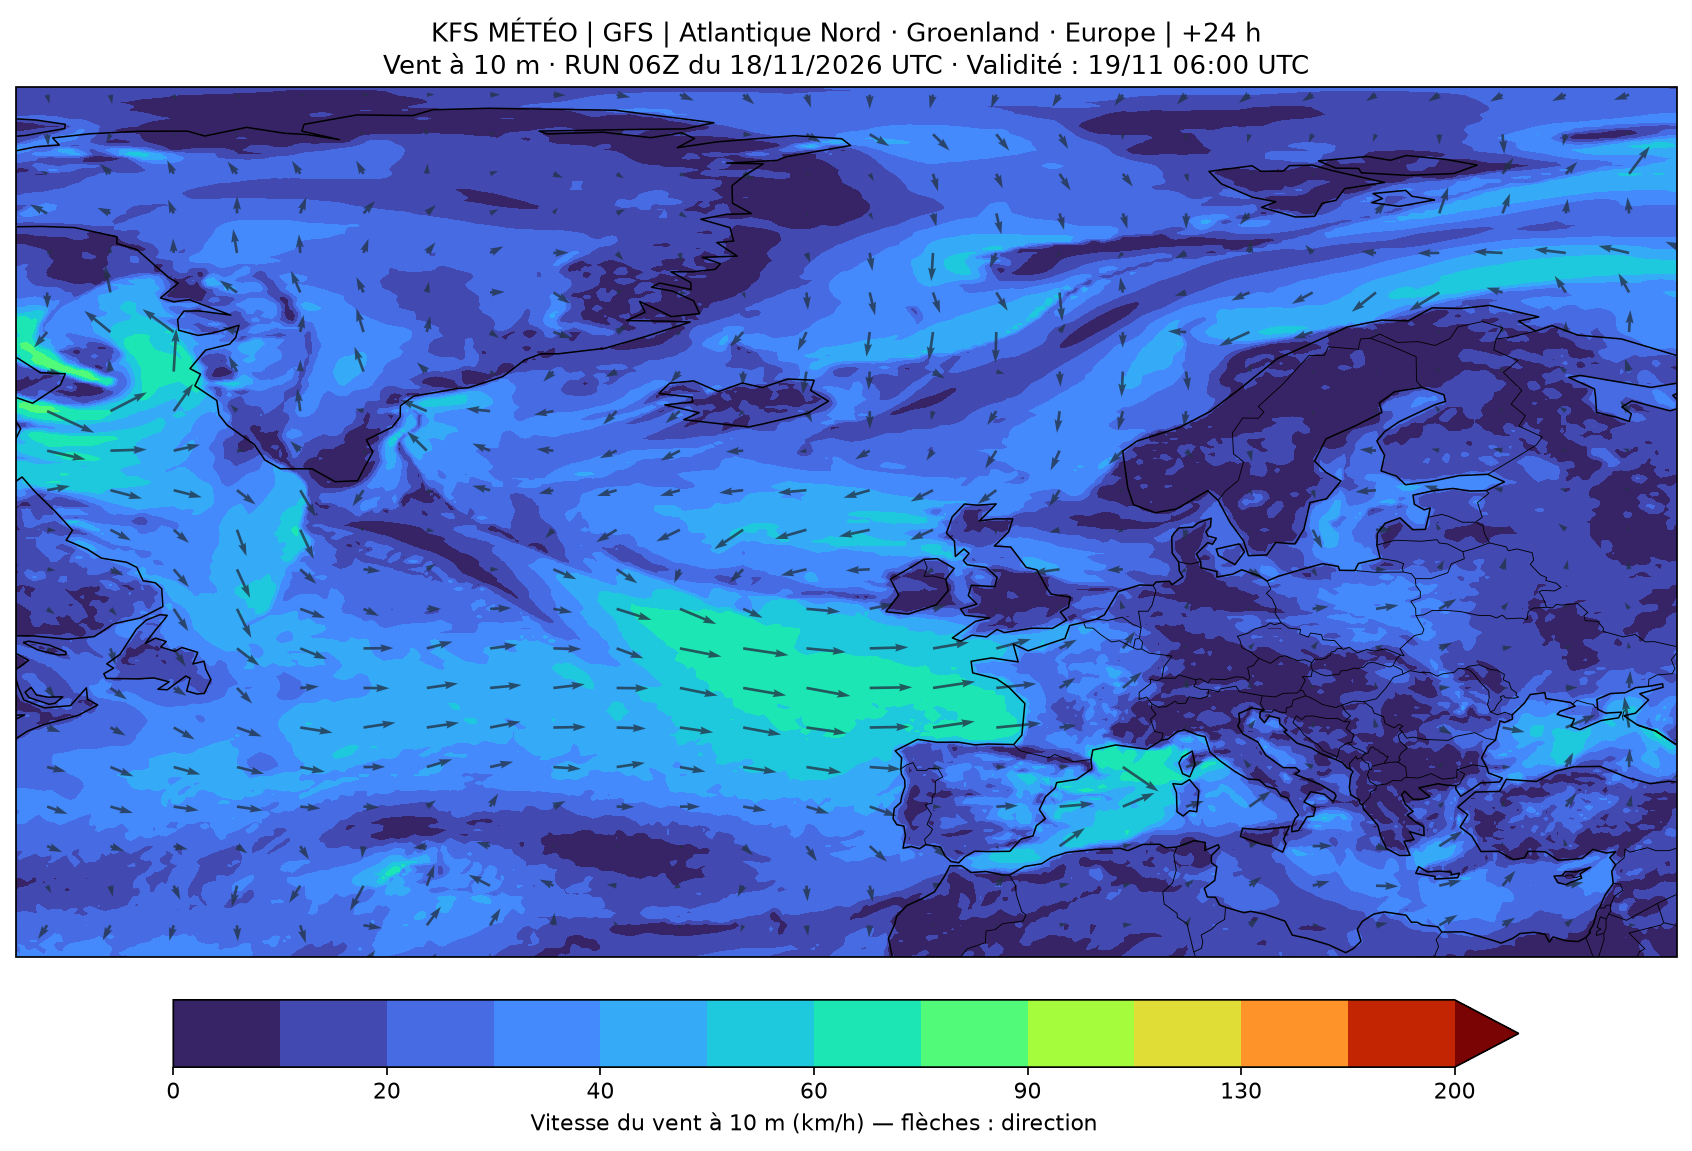 KFS MÉTÉO | GFS | Atlantique Nord · Groenland · Europe | +24 h
Vent à 10 m · RUN 06Z du 18/11/2026 UTC · Validité : 19/11 06:00 UTC
0 20 40 60 90 130 200
Vitesse du vent à 10 m (km/h) — flèches : direction